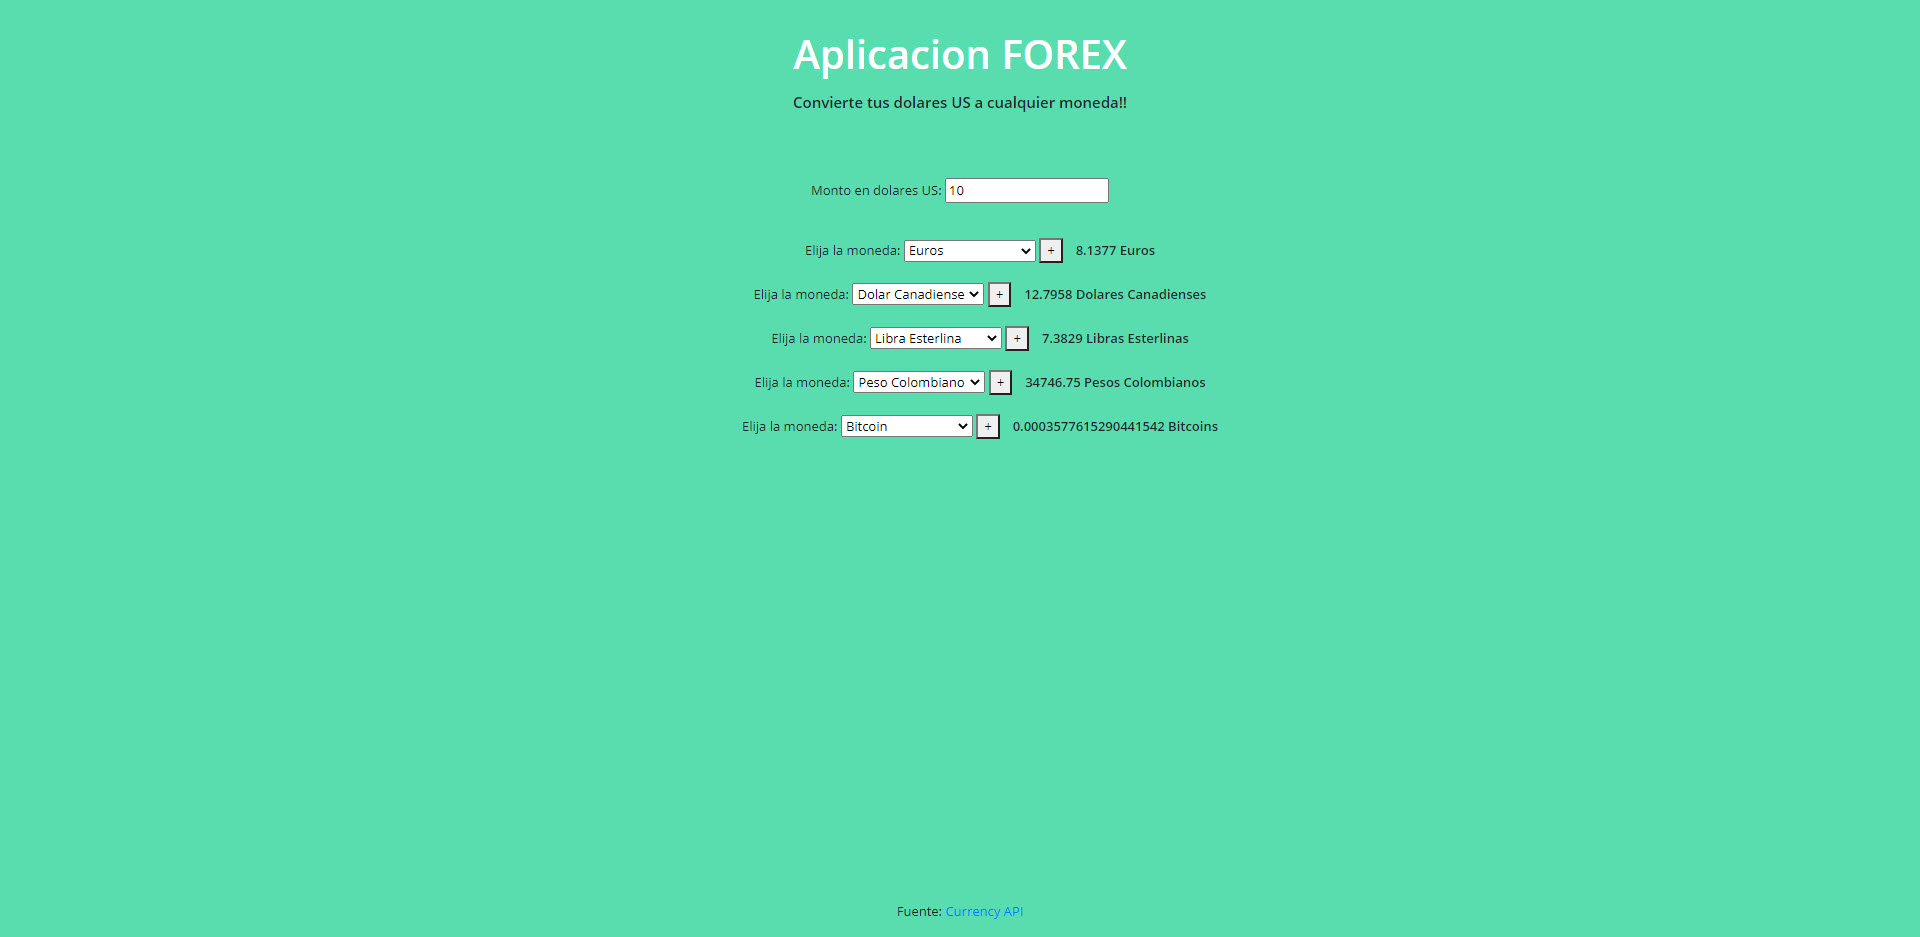 Aplicacion FOREX
Convierte tus dolares US a cualquier moneda!!
Monto en dolares US: 10
Elija la moneda: Euros + 8.1377 Euros
Elija la moneda: Dolar Canadiense + 12.7958 Dolares Canadienses
Elija la moneda: Libra Esterlina + 7.3829 Libras Esterlinas
Elija la moneda: Peso Colombiano + 34746.75 Pesos Colombianos
Elija la moneda: Bitcoin + 0.0003577615290441542 Bitcoins
Fuente: Currency API